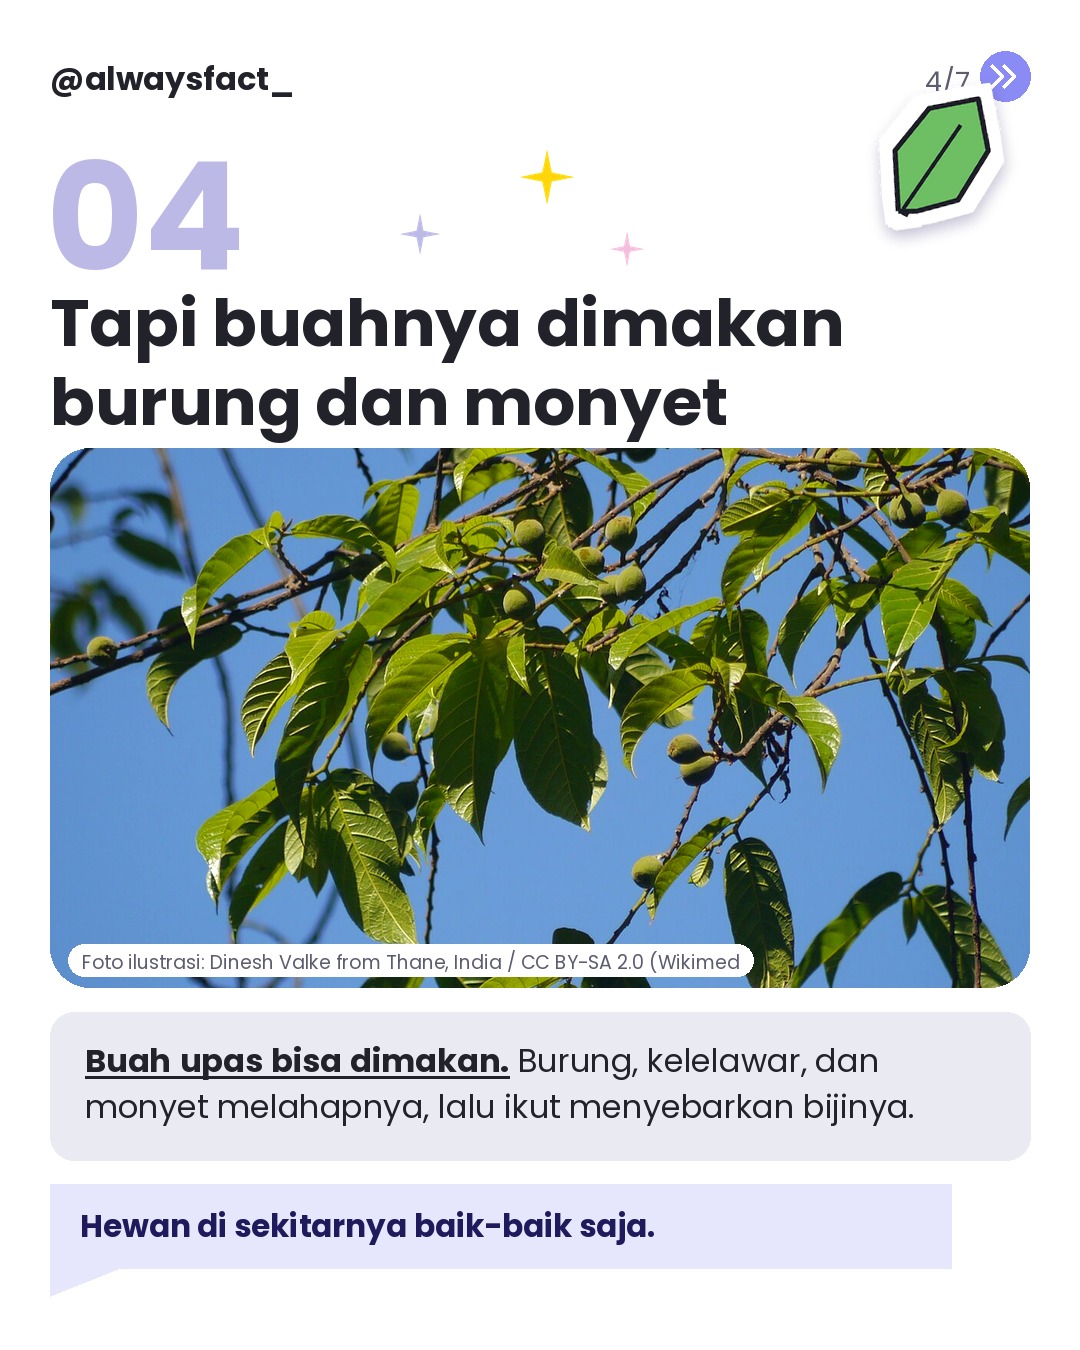 @alwaysfact_
4/7
04
Tapi buahnya dimakan
burung dan monyet
Foto ilustrasi: Dinesh Valke from Thane, India / CC BY-SA 2.0 (Wikimed
Buah upas bisa dimakan. Burung, kelelawar, dan
monyet melahapnya, lalu ikut menyebarkan bijinya.
Hewan di sekitarnya baik-baik saja.